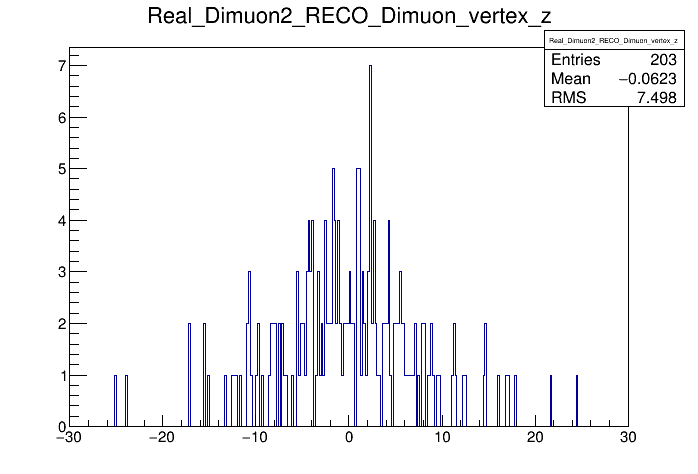 Real_Dimuon2_RECO_Dimuon_vertex_z
Real_Dimuon2_RECO_Dimuon_vertex_z
Entries 203
Mean −0.0623
RMS 7.498
7
6
5
4
3
2
1
0
−30 −20 −10 0 10 20 30